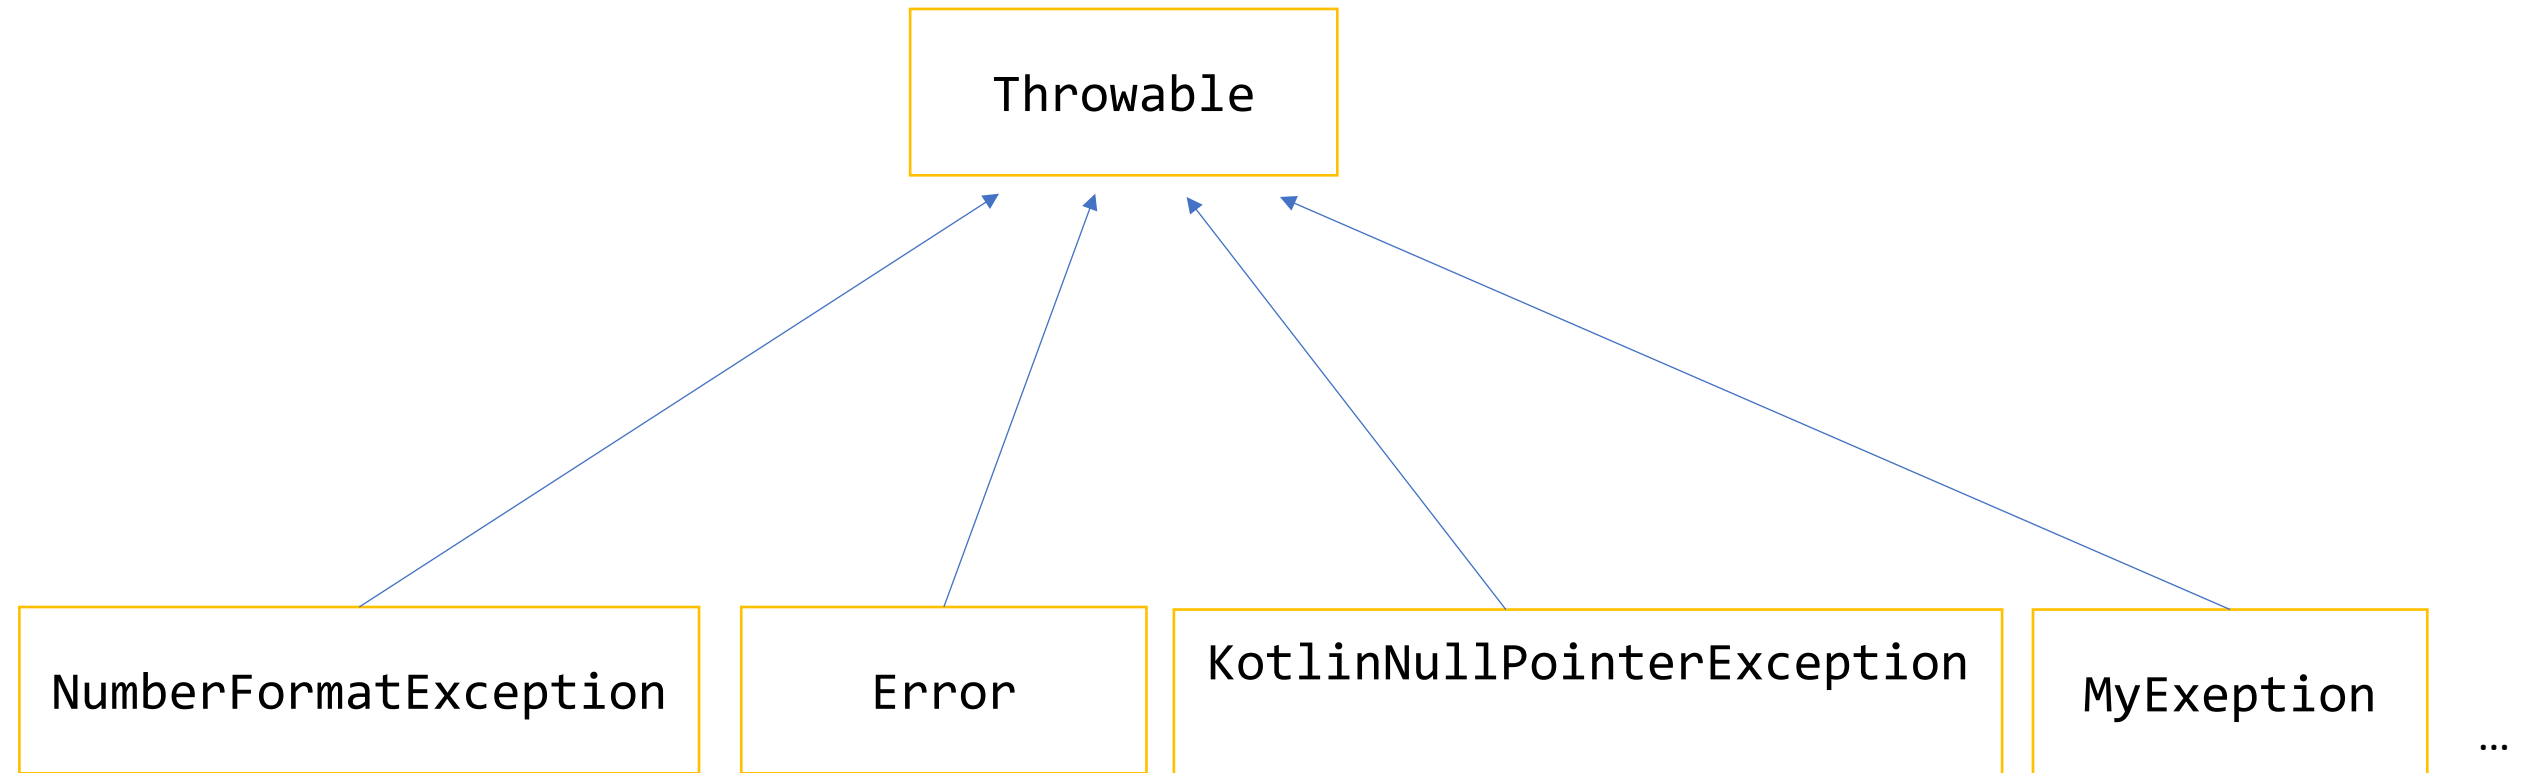 Throwable
NumberFormatException
Error
KotlinNullPointerException
MyExeption
…